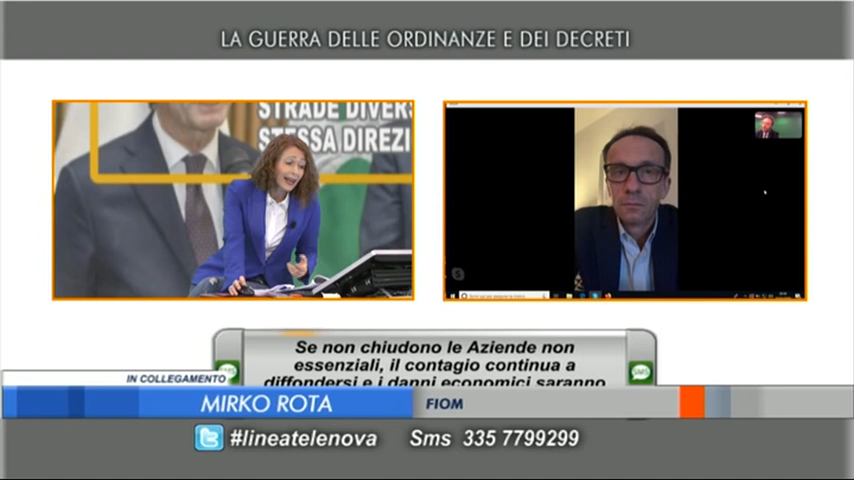 LA GUERRA DELLE ORDINANZE E DEI DECRETI
STRADE DIVERS
STESSA DIREZI
Se non chiudono le Aziende non
essenziali, il contagio continua a
diffondersi e i danni economici saranno
SMS
SMS
IN COLLEGAMENTO
MIRKO ROTA
FIOM
#lineatelenova
Sms 335 7799299